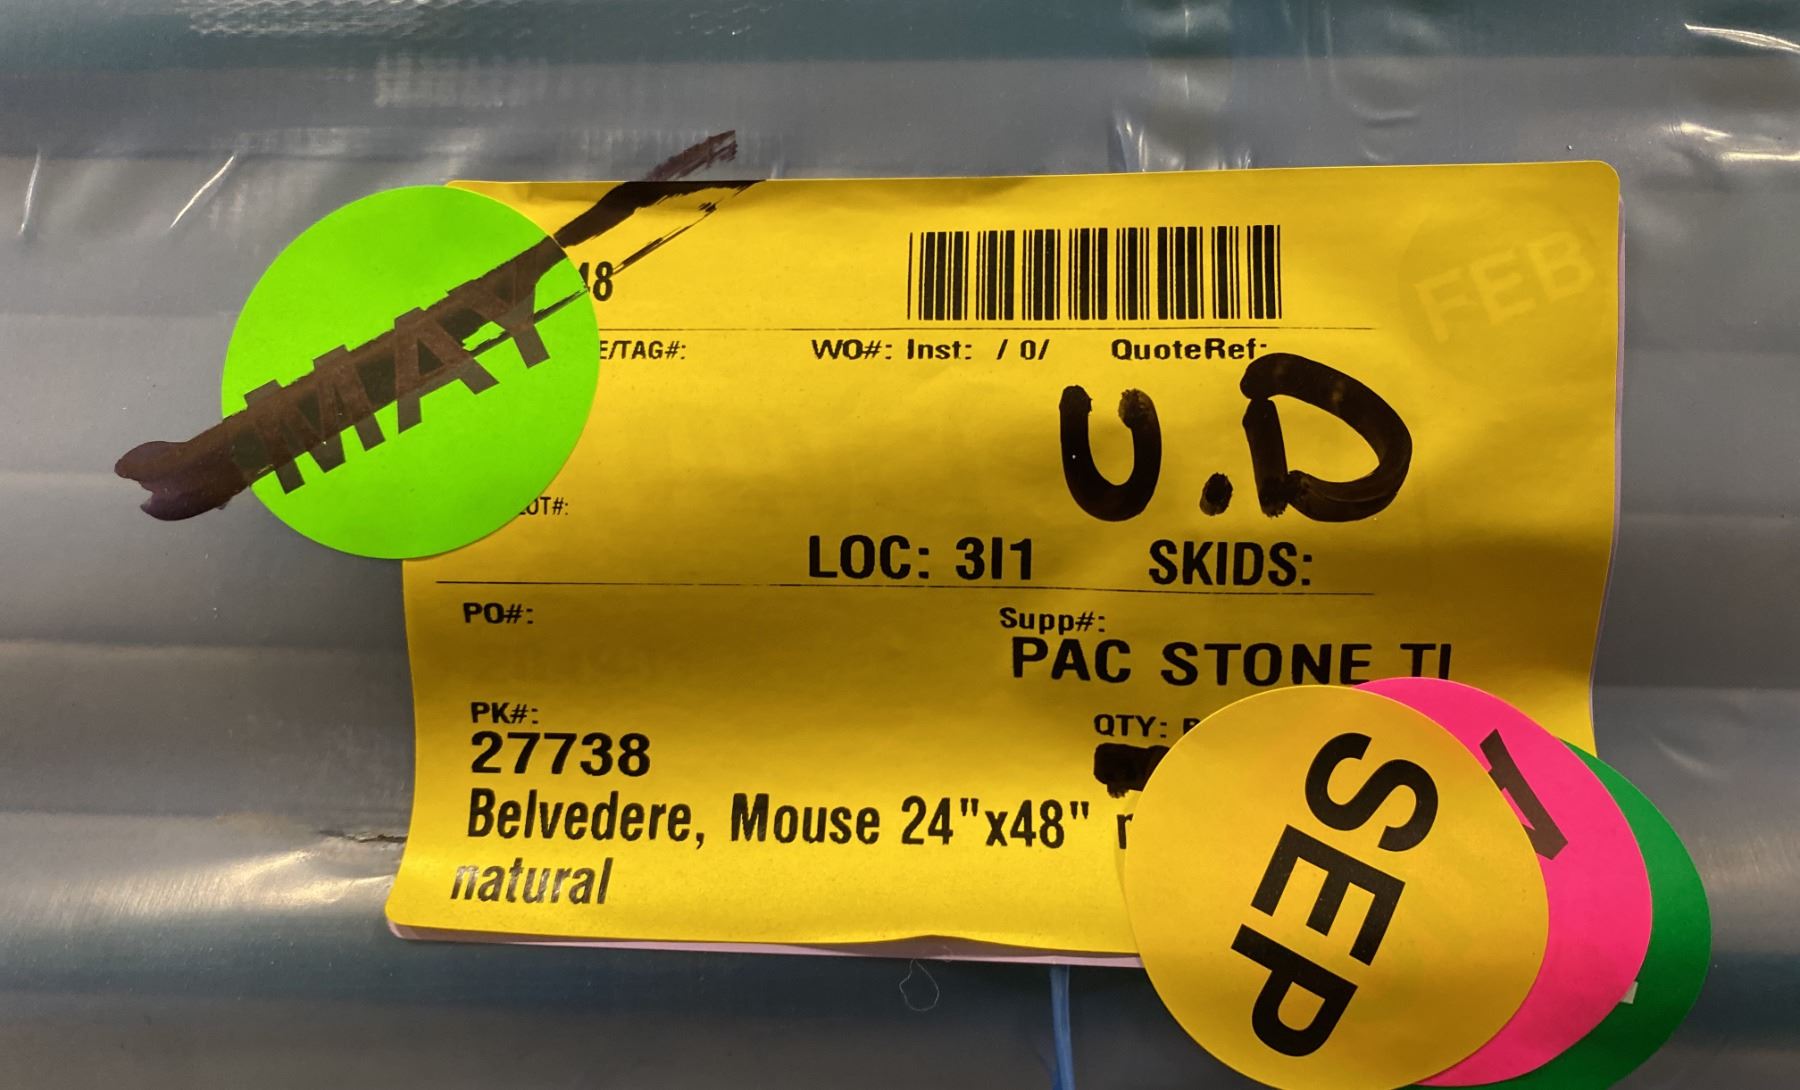 MAY
48
FEB
E/TAG#:
WO#: Inst: / 0/
QuoteRef:
U.D
LOT#:
LOC: 3I1
SKIDS:
PO#:
Supp#:
PAC STONE
PK#:
QTY:
27738
Belvedere, Mouse 24"x48"
natural
SEP